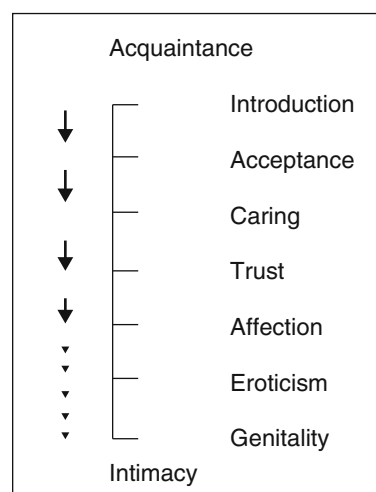 Acquaintance
Introduction
Acceptance
Caring
Trust
Affection
Eroticism
Genitality
Intimacy